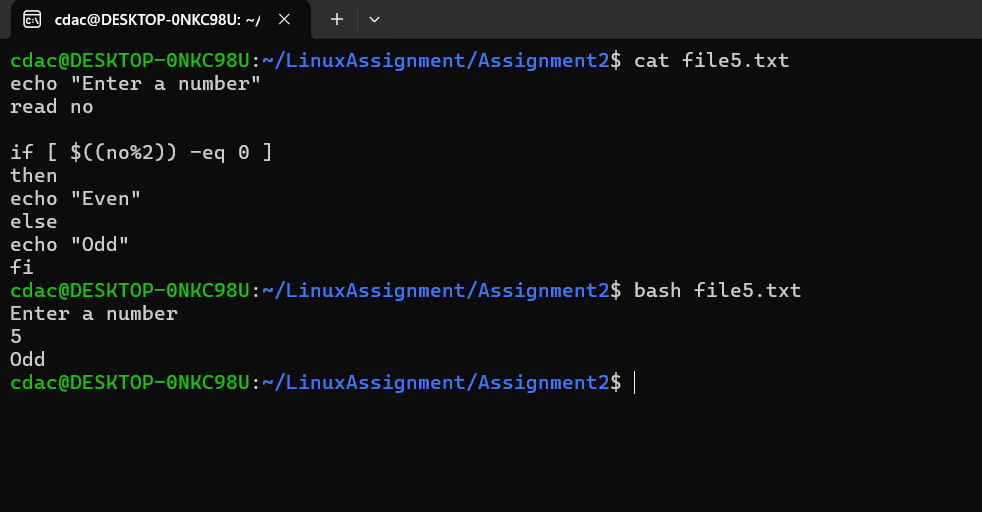 cdac@DESKTOP-0NKC98U: ~/
cdac@DESKTOP-0NKC98U:~/LinuxAssignment/Assignment2$ cat file5.txt
echo "Enter a number"
read no
if [ $((no%2)) -eq 0 ]
then
echo "Even"
else
echo "Odd"
fi
cdac@DESKTOP-0NKC98U:~/LinuxAssignment/Assignment2$ bash file5.txt
Enter a number
5
Odd
cdac@DESKTOP-0NKC98U:~/LinuxAssignment/Assignment2$